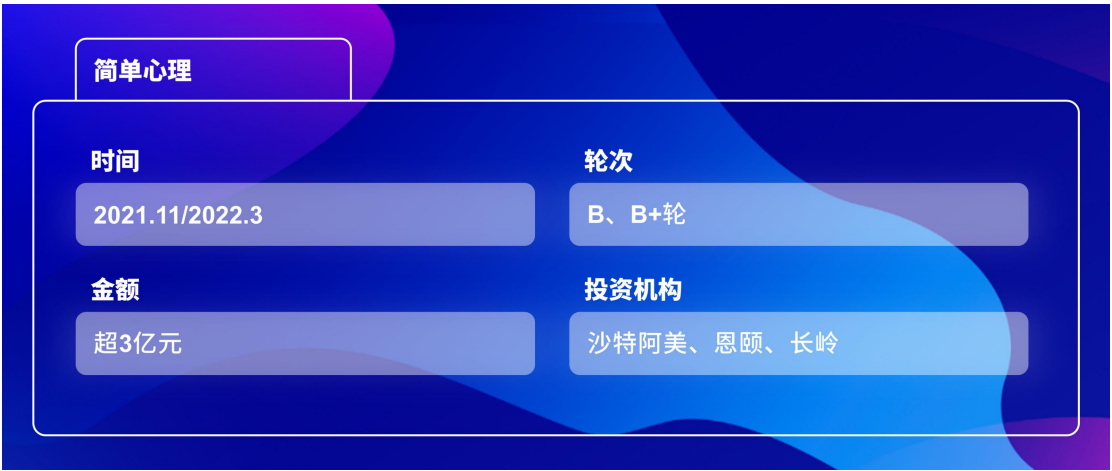 简单心理
时间
轮次
2021.11/2022.3
B、B+轮
金额
投资机构
超3亿元
沙特阿美、恩颐、长岭